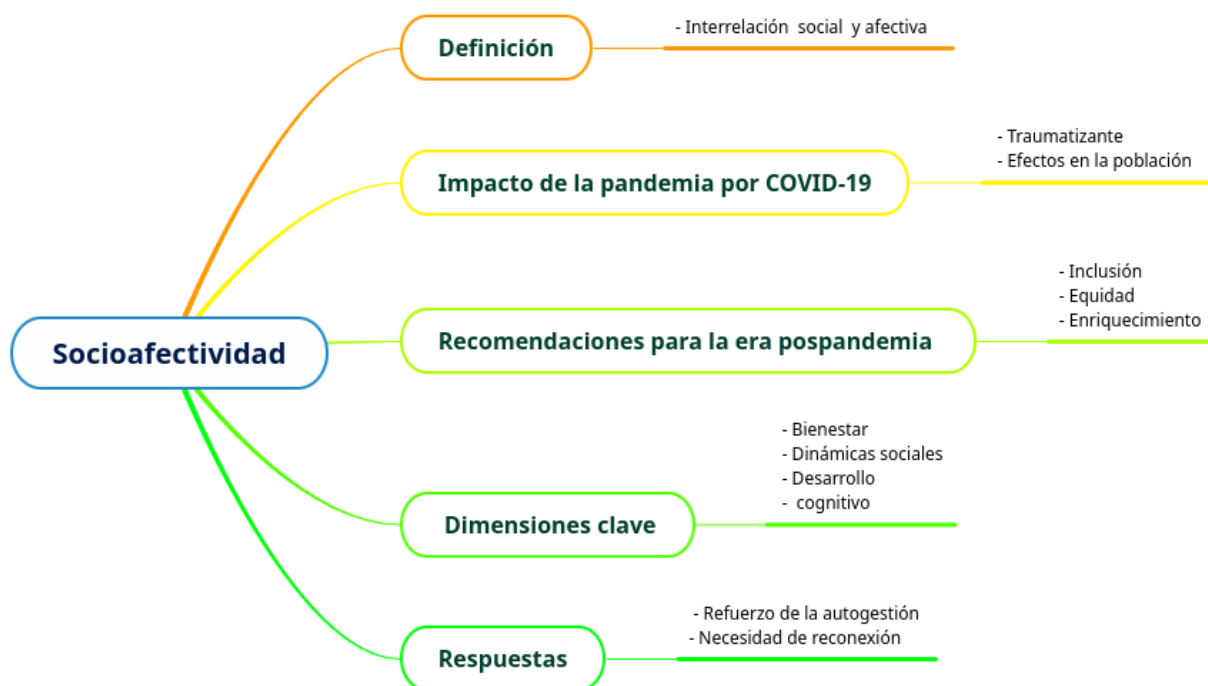 Definición
- Interrelación  social  y afectiva
Impacto de la pandemia por COVID-19
- Traumatizante
- Efectos en la población
Socioafectividad
Recomendaciones para la era pospandemia
- Inclusión
- Equidad
- Enriquecimiento
Dimensiones clave
- Bienestar
- Dinámicas sociales
- Desarrollo
-  cognitivo
Respuestas
- Refuerzo de la autogestión
- Necesidad de reconexión